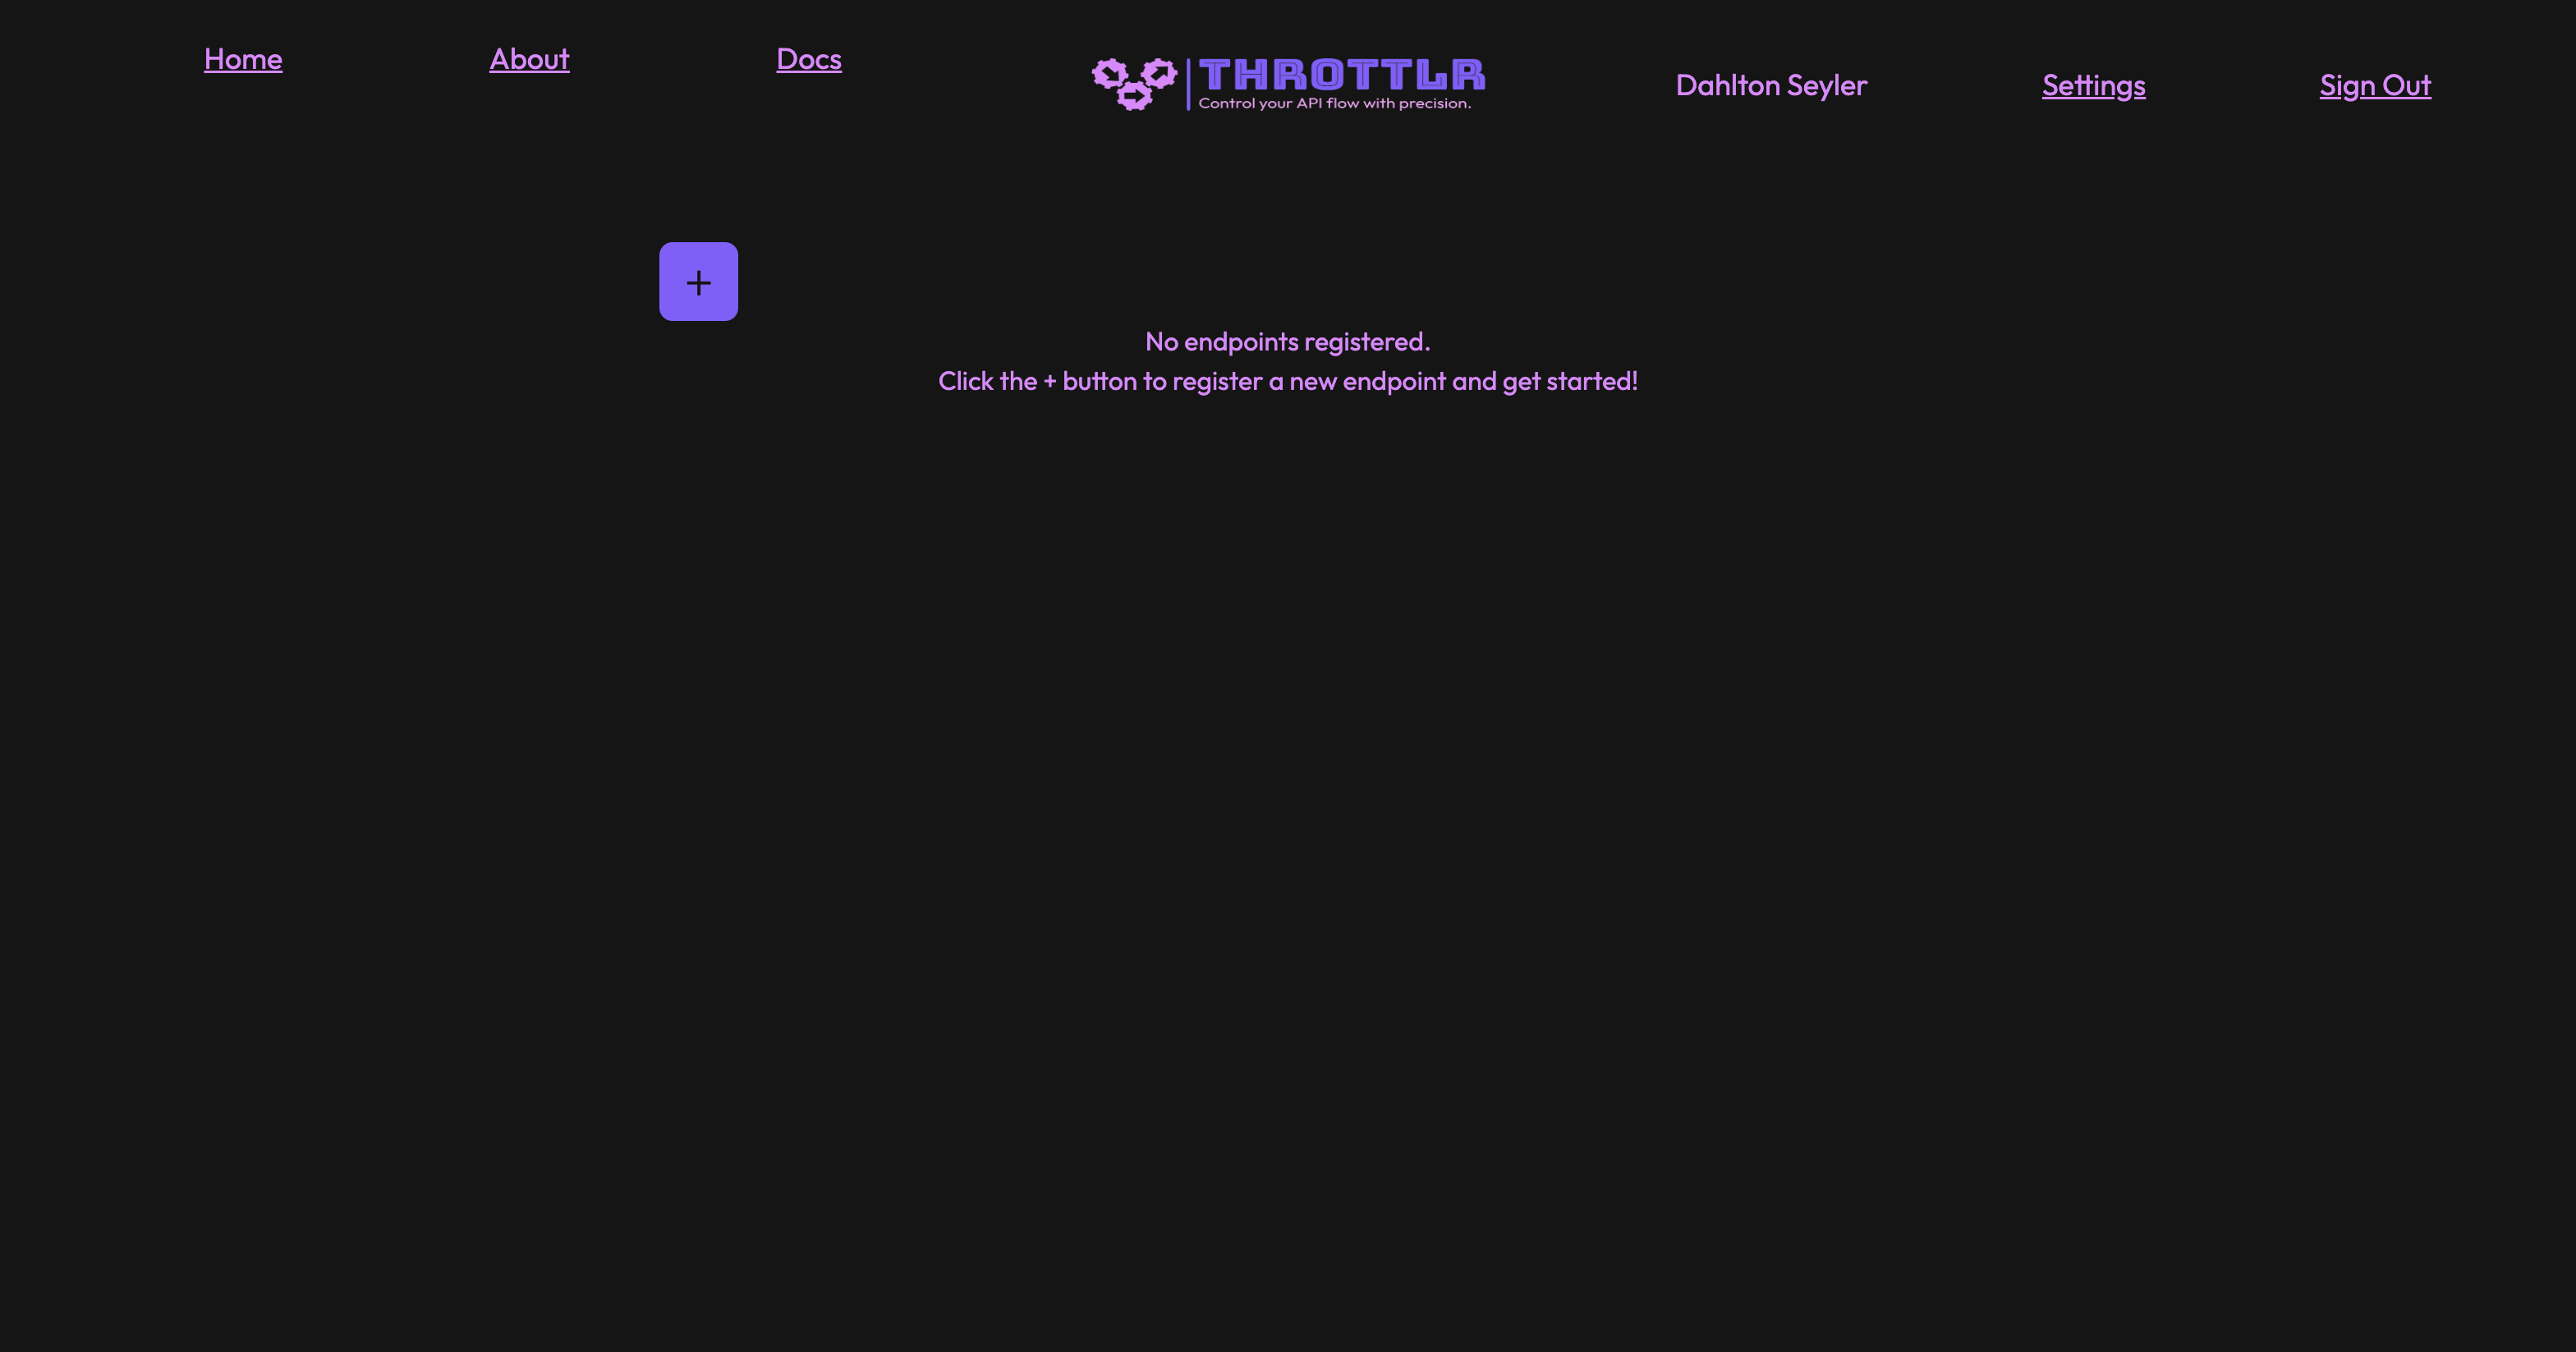 Home About Docs
THROTTLR
Control your API flow with precision.
Dahlton Seyler Settings Sign Out
+
No endpoints registered.
Click the + button to register a new endpoint and get started!